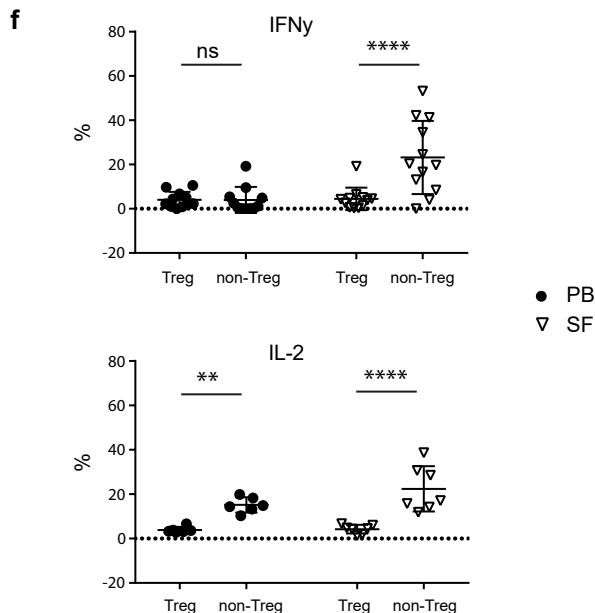 f
IFNy
80
60
40
20
0
-20
%
ns
****
Treg non-Treg Treg non-Treg
PB
SF
IL-2
80
60
40
20
0
-20
%
**
****
Treg non-Treg Treg non-Treg